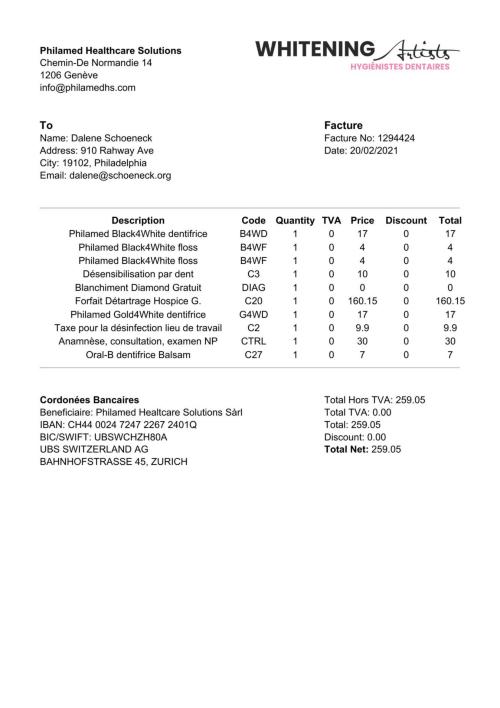 WHITENING Artists
HYGIÉNISTES DENTAIRES
Philamed Healthcare Solutions
Chemin-De Normandie 14
1206 Genève
info@philamedhs.com
To
Name: Dalene Schoeneck
Address: 910 Rahway Ave
City: 19102, Philadelphia
Email: dalene@schoeneck.org
Facture
Facture No: 1294424
Date: 20/02/2021
Description Code Quantity TVA Price Discount Total
Philamed Black4White dentifrice B4WD 1 0 17 0 17
Philamed Black4White floss B4WF 1 0 4 0 4
Philamed Black4White floss B4WF 1 0 4 0 4
Désensibilisation par dent C3 1 0 10 0 10
Blanchiment Diamond Gratuit DIAG 1 0 0 0 0
Forfait Détartrage Hospice G. C20 1 0 160.15 0 160.15
Philamed Gold4White dentifrice G4WD 1 0 17 0 17
Taxe pour la désinfection lieu de travail C2 1 0 9.9 0 9.9
Anamnèse, consultation, examen NP CTRL 1 0 30 0 30
Oral-B dentifrice Balsam C27 1 0 7 0 7
Cordonées Bancaires
Beneficiaire: Philamed Healtcare Solutions Sàrl
IBAN: CH44 0024 7247 2267 2401Q
BIC/SWIFT: UBSWCHZH80A
UBS SWITZERLAND AG
BAHNHOFSTRASSE 45, ZURICH
Total Hors TVA: 259.05
Total TVA: 0.00
Total: 259.05
Discount: 0.00
Total Net: 259.05